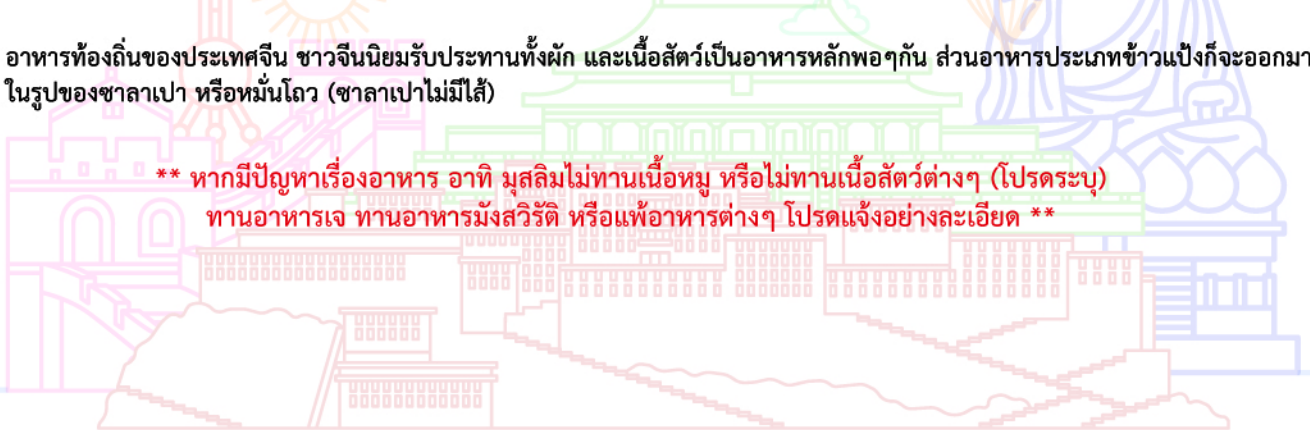 อาหารท้องถิ่นของประเทศจีน ชาวจีนนิยมรับประทานทั้งผัก และเนื้อสัตว์เป็นอาหารหลักพอๆกัน ส่วนอาหารประเภทข้าวแป้งก็จะออกมา
ในรูปของซาลาเปา หรือหมั่นโถว (ซาลาเปาไม่มีไส้)
** หากมีปัญหาเรื่องอาหาร อาทิ มุสลิมไม่ทานเนื้อหมู หรือไม่ทานเนื้อสัตว์ต่างๆ (โปรดระบุ)
ทานอาหารเจ ทานอาหารมังสวิรัติ หรือแพ้อาหารต่างๆ โปรดแจ้งอย่างละเอียด **